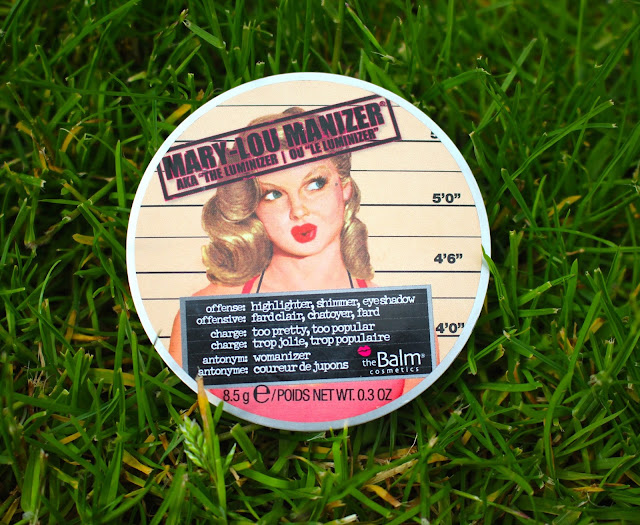 MARY-LOU MANIZER®
AKA "THE LUMINIZER | OU "LE LUMINIZER"
5'0"
4'6"
4'0"
offense: highlighter, shimmer, eyeshadow
offensive: fard clair, chatoyer, fard
charge: too pretty, too popular
charge: trop jolie, trop populaire
antonym: womanizer
antonyme: coureur de jupons
theBalm®
cosmetics
8.5 g ℮/POIDS NET WT. 0.3 OZ